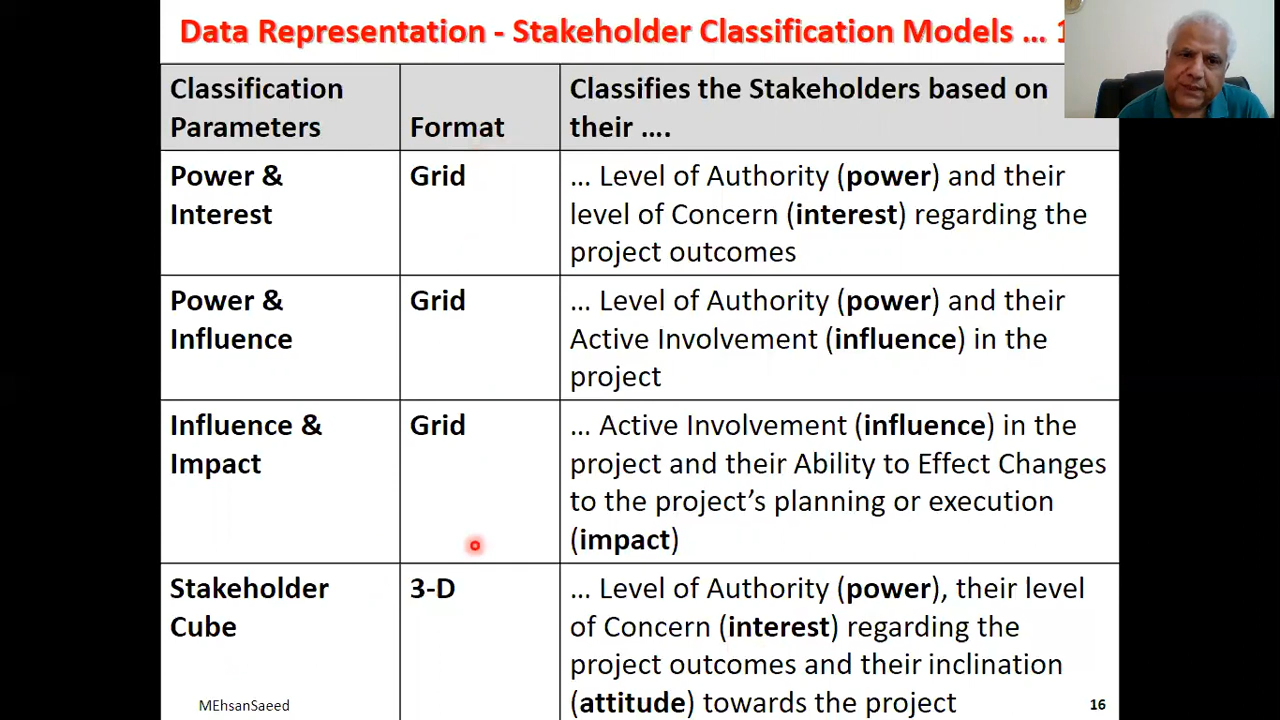 Data Representation - Stakeholder Classification Models … 1
Classification
Parameters
Format
Classifies the Stakeholders based on
their ….
Power &
Interest
Grid
… Level of Authority (power) and their
level of Concern (interest) regarding the
project outcomes
Power &
Influence
Grid
… Level of Authority (power) and their
Active Involvement (influence) in the
project
Influence &
Impact
Grid
… Active Involvement (influence) in the
project and their Ability to Effect Changes
to the project’s planning or execution
(impact)
Stakeholder
Cube
3-D
… Level of Authority (power), their level
of Concern (interest) regarding the
project outcomes and their inclination
(attitude) towards the project
MEhsanSaeed
16